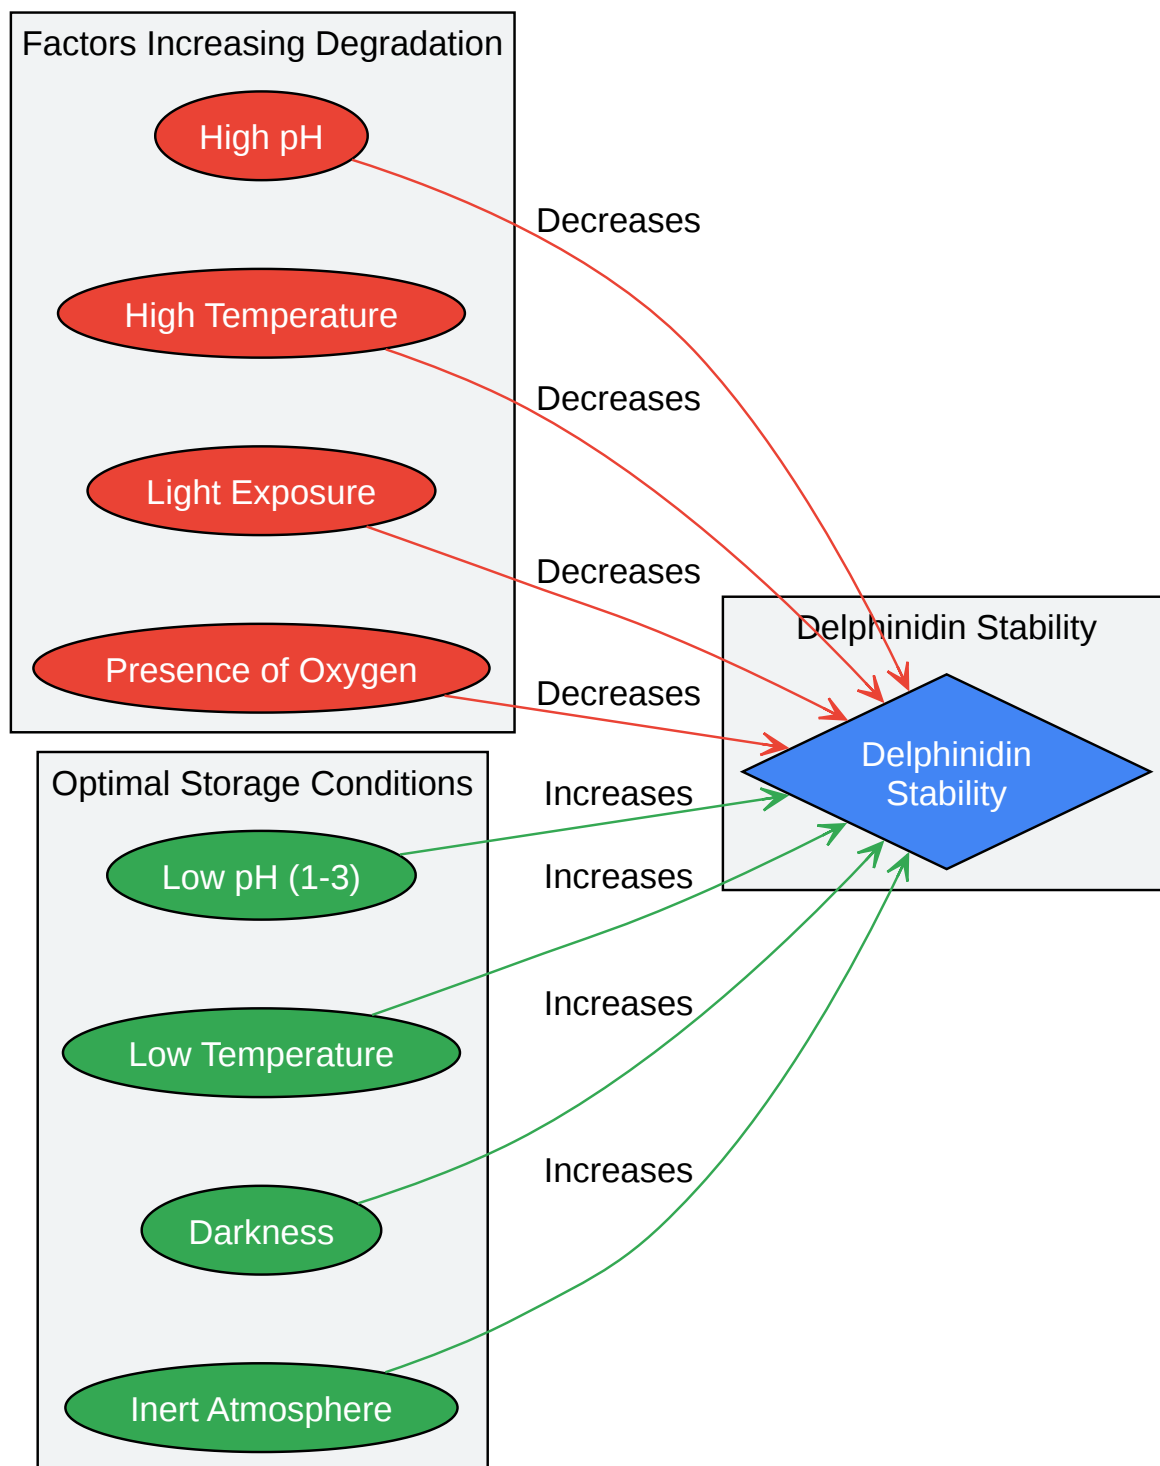 Factors Increasing Degradation
High pH
Decreases
High Temperature
Decreases
Light Exposure
Decreases
Presence of Oxygen
Decreases
Delphinidin Stability
Delphinidin
Stability
Optimal Storage Conditions
Increases
Low pH (1-3)
Increases
Low Temperature
Increases
Darkness
Increases
Inert Atmosphere